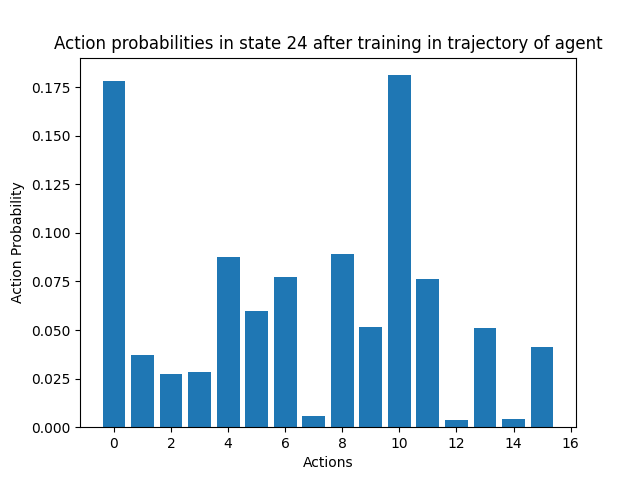 Action probabilities in state 24 after training in trajectory of agent
0.175
0.150
0.125
0.100
0.075
0.050
0.025
0.000
Action Probability
0 2 4 6 8 10 12 14 16
Actions